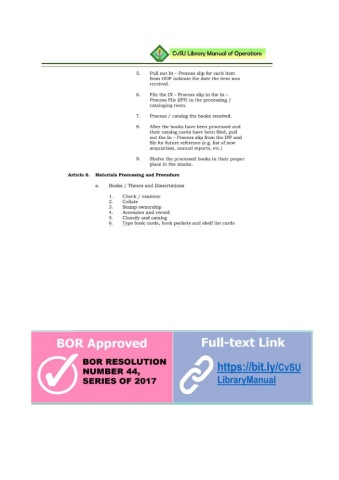 CvSU Library Manual of Operations
5. Pull out In – Process slip for each item
from OOF indicate the date the item was
received.
6. File the IN – Process slip in the In –
Process File (IPF) in the processing /
cataloging room.
7. Process / catalog the books received.
8. After the books have been processed and
their catalog cards have been filed, pull
out the In – Process slip from the IPF and
file for future reference (e.g. list of new
acquisition, annual reports, etc.)
9. Shelve the processed books in their proper
place in the stacks.
Article 6. Materials Processing and Procedure
a. Books / Theses and Dissertations
1. Check / examine
2. Collate
3. Stamp ownership
4. Accession and record
5. Classify and catalog
6. Type book cards, book pockets and shelf list cards
BOR Approved
BOR RESOLUTION
NUMBER 44,
SERIES OF 2017
Full-text Link
https://bit.ly/CvSU
LibraryManual